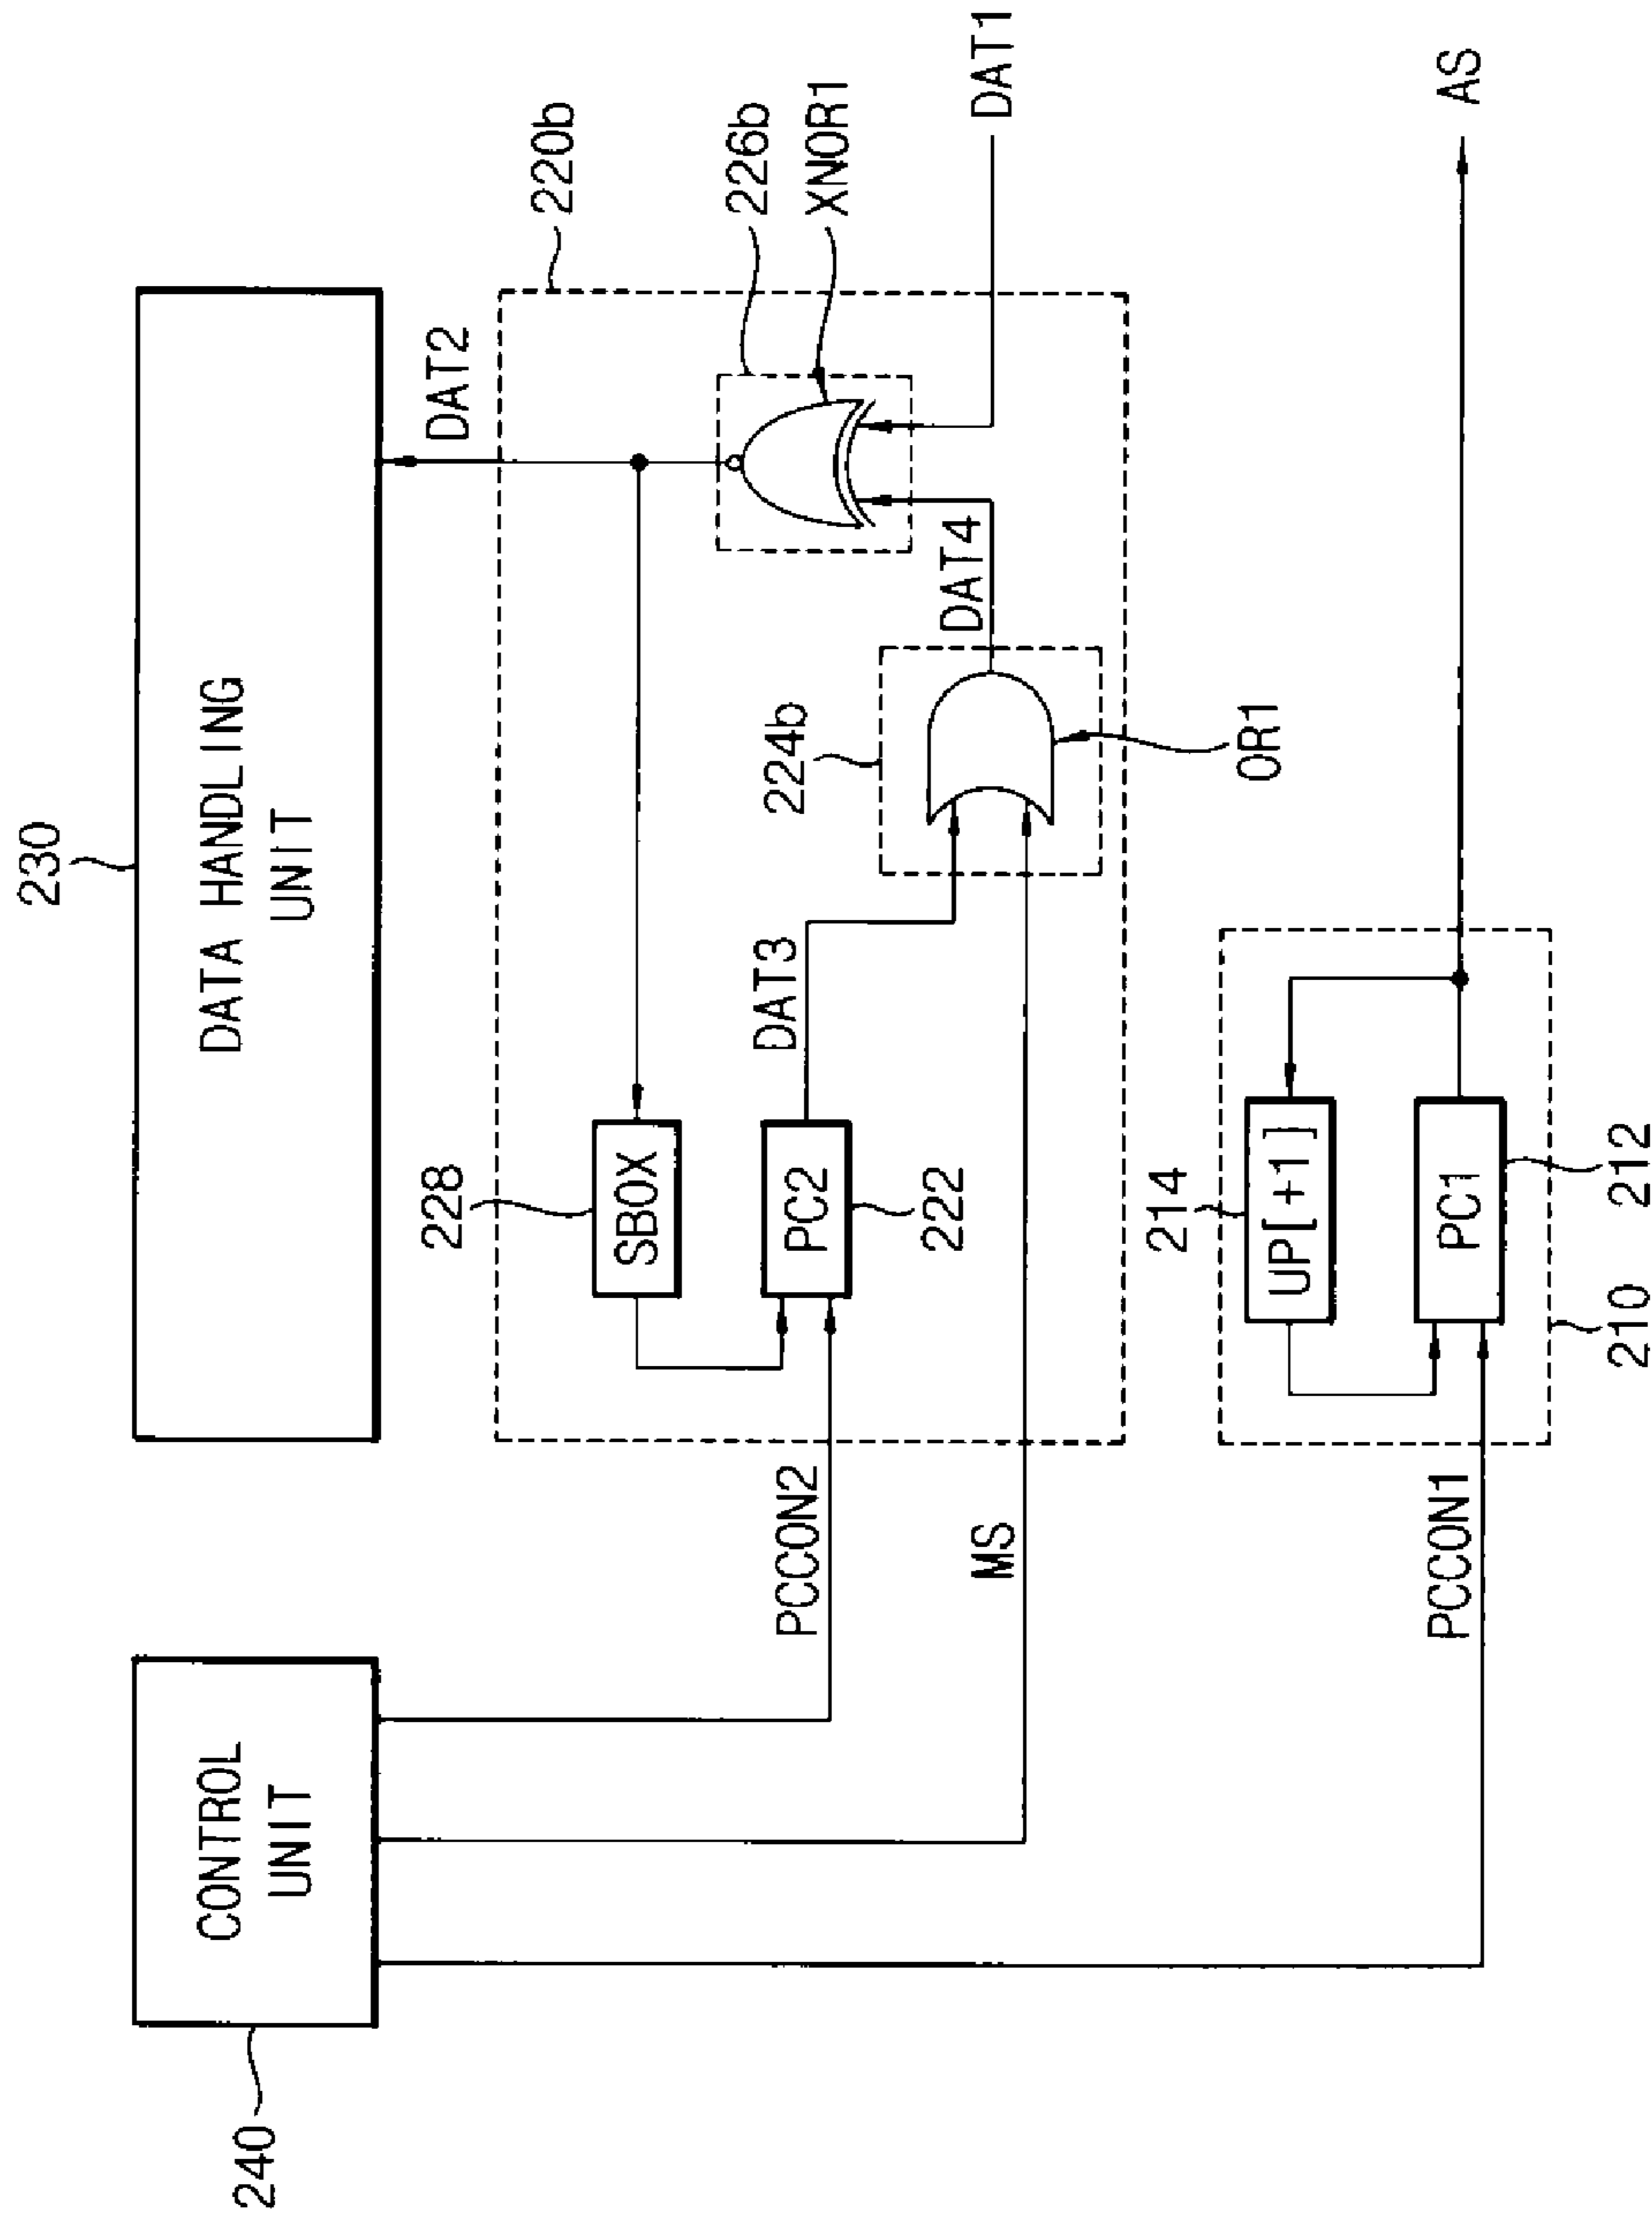 230
DATA HANDLING
UNIT
240
CONTROL
UNIT
DAT2
220b
228
SBOX
226b
XNOR1
PCCON2
PC2
222
DAT3
224b
DAT4
DAT1
MS
OR1
214
UP[+1]
PCCON1
PC1
212
210
AS